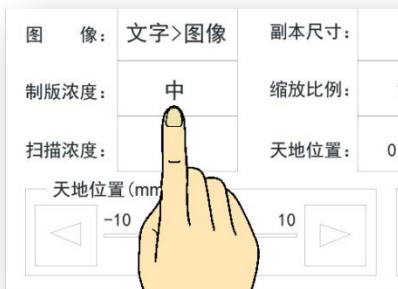 图 像： 文字>图像 副本尺寸：
制版浓度： 中 缩放比例：
扫描浓度： 天地位置： 0
天地位置(mm
-10 10